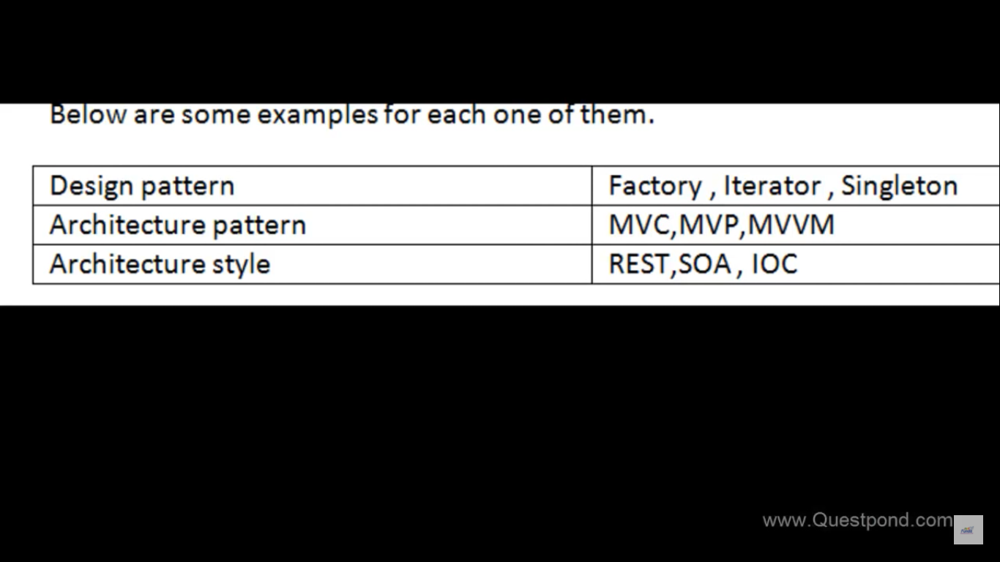 Below are some examples for each one of them.
Design pattern Factory , Iterator , Singleton
Architecture pattern MVC,MVP,MVVM
Architecture style REST,SOA , IOC
www.Questpond.com